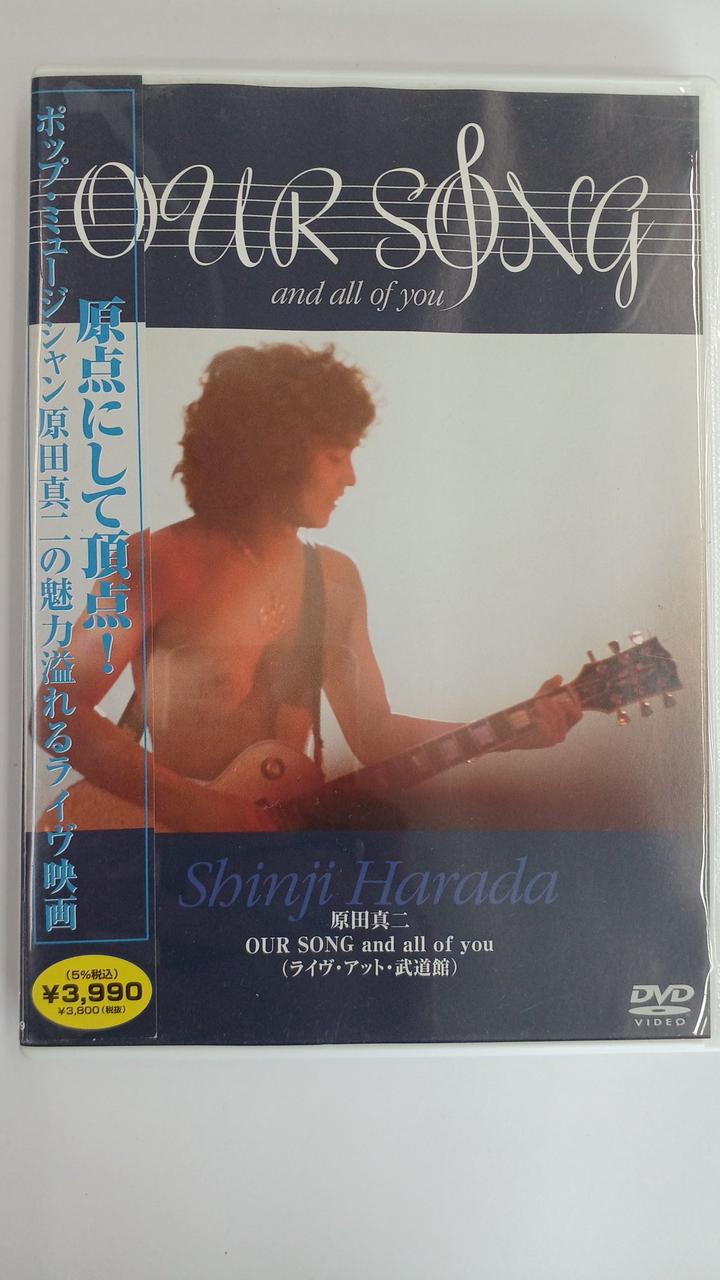 OUR SONG
and all of you
原点にして頂点!
ポップ・ミュージシャン原田真二の魅力溢れるライヴ映画
Shinji Harada
原田真二
OUR SONG and all of you
(ライヴ・アット・武道館)
(5%税込)
¥3,990
¥3,800(税抜)
DVD
VIDEO